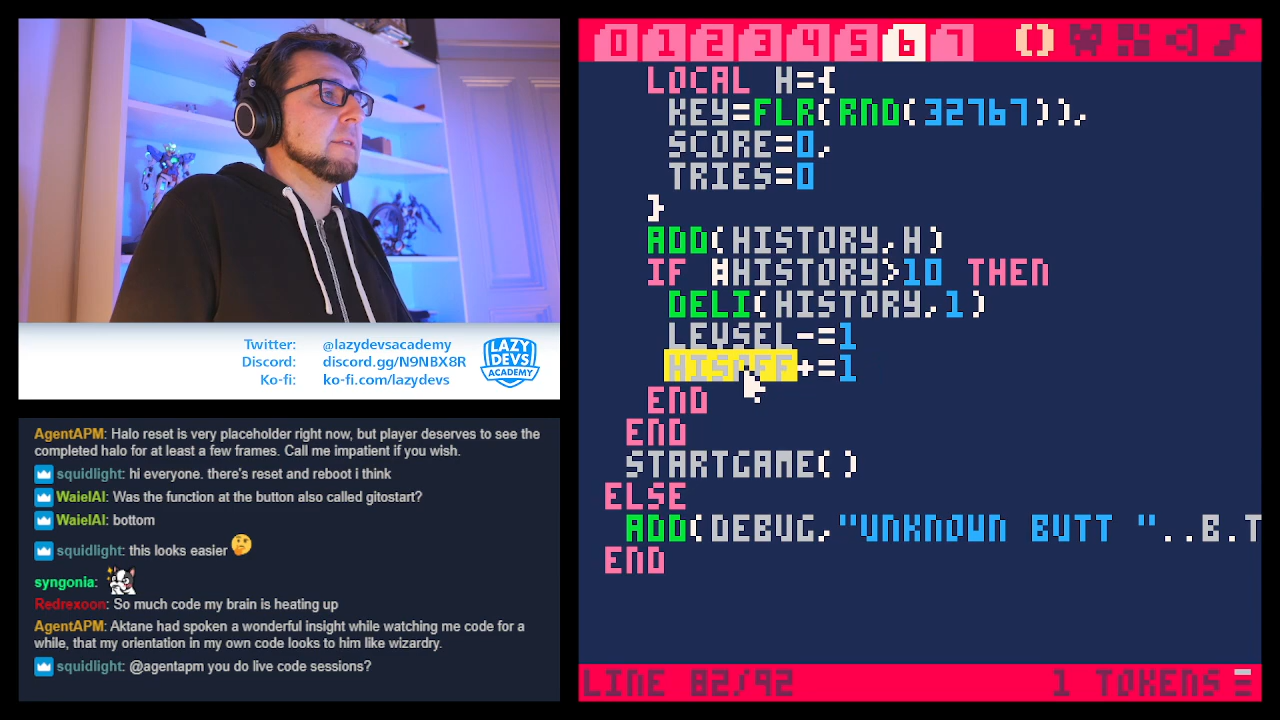 Twitter: @lazydevsacademy
Discord: discord.gg/N9NBX8R
Ko-fi: ko-fi.com/lazydevs
LAZY
DEVS
ACADEMY
AgentAPM: Halo reset is very placeholder right now, but player deserves to see the
completed halo for at least a few frames. Call me impatient if you wish.
squidlight: hi everyone. there's reset and reboot i think
WaielAI: Was the function at the button also called gitostart?
WaielAI: bottom
squidlight: this looks easier
syngonia:
Redrexoon: So much code my brain is heating up
AgentAPM: Aktane had spoken a wonderful insight while watching me code for a
while, that my orientation in my own code looks to him like wizardry.
squidlight: @agentapm you do live code sessions?
0 1 2 3 4 5 6 7 ()
LOCAL H={
KEY=FLR(RND(32767)),
SCORE=0,
TRIES=0
}
ADD(HISTORY,H)
IF #HISTORY>10 THEN
DELI(HISTORY,1)
LEVSEL-=1
HISOFF+=1
END
END
STARTGAME()
ELSE
ADD(DEBUG,"UNKNOWN BUTT "..B.T
END
LINE 82/92 1 TOKENS